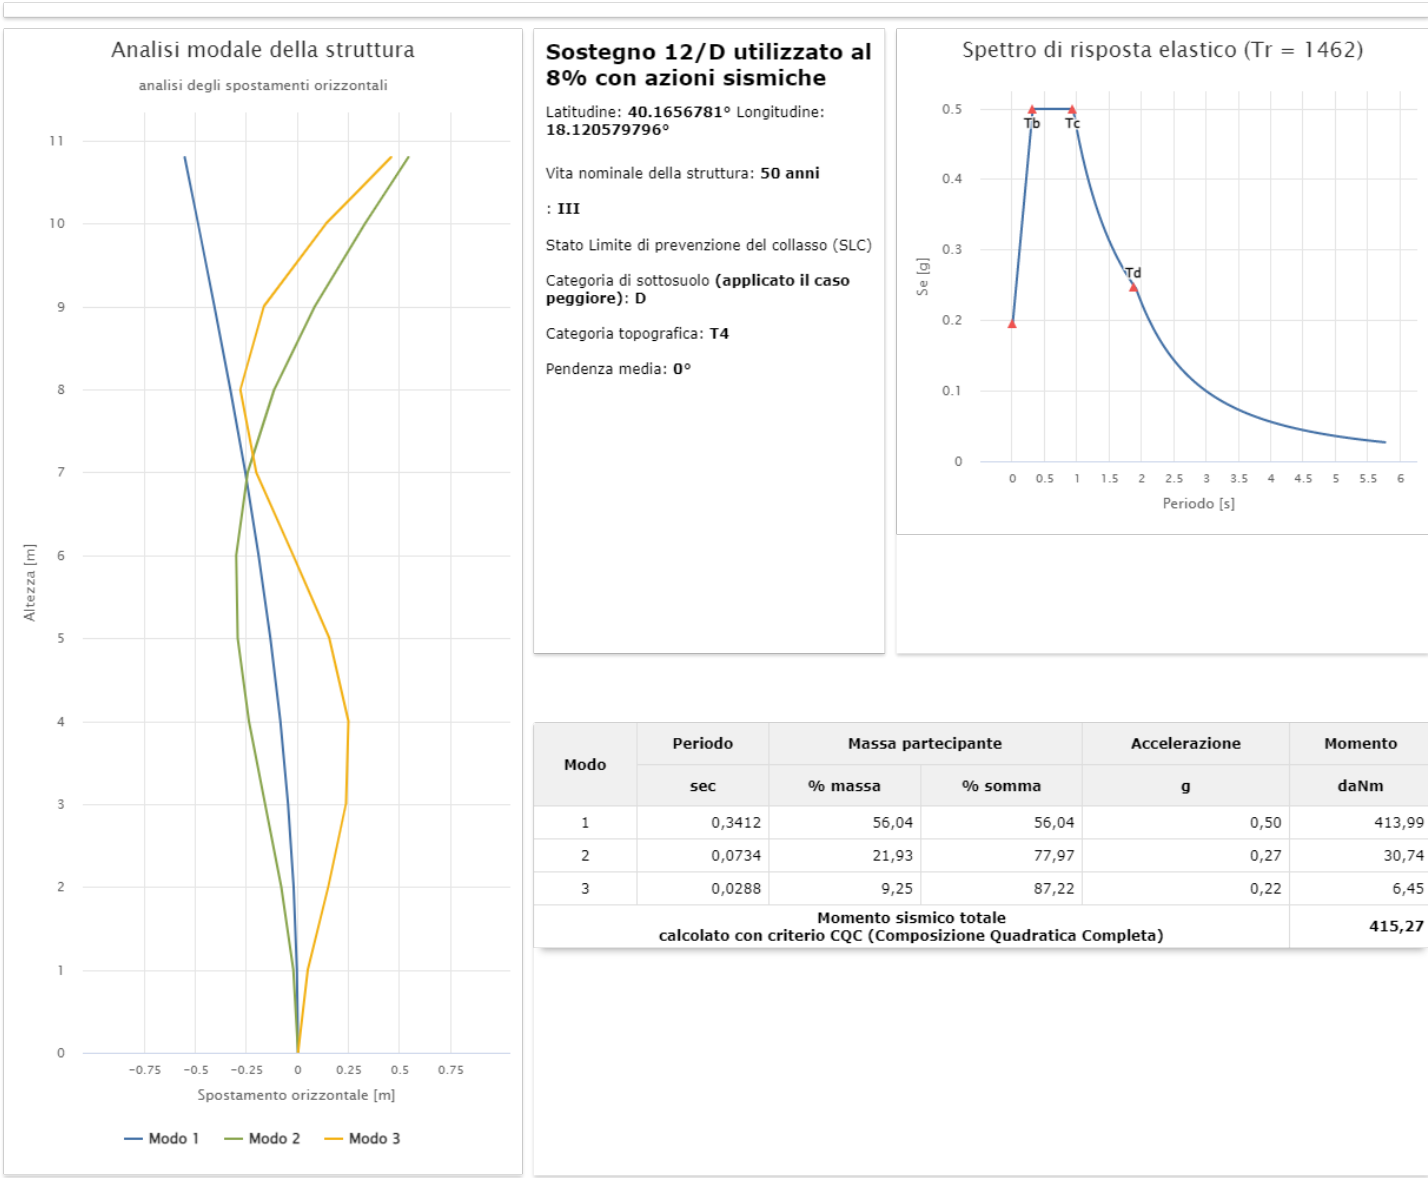 Analisi modale della struttura
analisi degli spostamenti orizzontali
11
10
9
8
7
6
5
4
3
2
1
0
Altezza [m]
−0.75 −0.5 −0.25 0 0.25 0.5 0.75
Spostamento orizzontale [m]
Modo 1 Modo 2 Modo 3
Sostegno 12/D utilizzato al
8% con azioni sismiche
Latitudine: 40.1656781° Longitudine:
18.120579796°
Vita nominale della struttura: 50 anni
: III
Stato Limite di prevenzione del collasso (SLC)
Categoria di sottosuolo (applicato il caso
peggiore): D
Categoria topografica: T4
Pendenza media: 0°
Spettro di risposta elastico (Tr = 1462)
0.5
0.4
0.3
0.2
0.1
0
Se [g]
Tb Tc
Td
0 0.5 1 1.5 2 2.5 3 3.5 4 4.5 5 5.5 6
Periodo [s]
Modo Periodo Massa partecipante Accelerazione Momento
sec % massa % somma g daNm
1 0,3412 56,04 56,04 0,50 413,99
2 0,0734 21,93 77,97 0,27 30,74
3 0,0288 9,25 87,22 0,22 6,45
Momento sismico totale
calcolato con criterio CQC (Composizione Quadratica Completa) 415,27